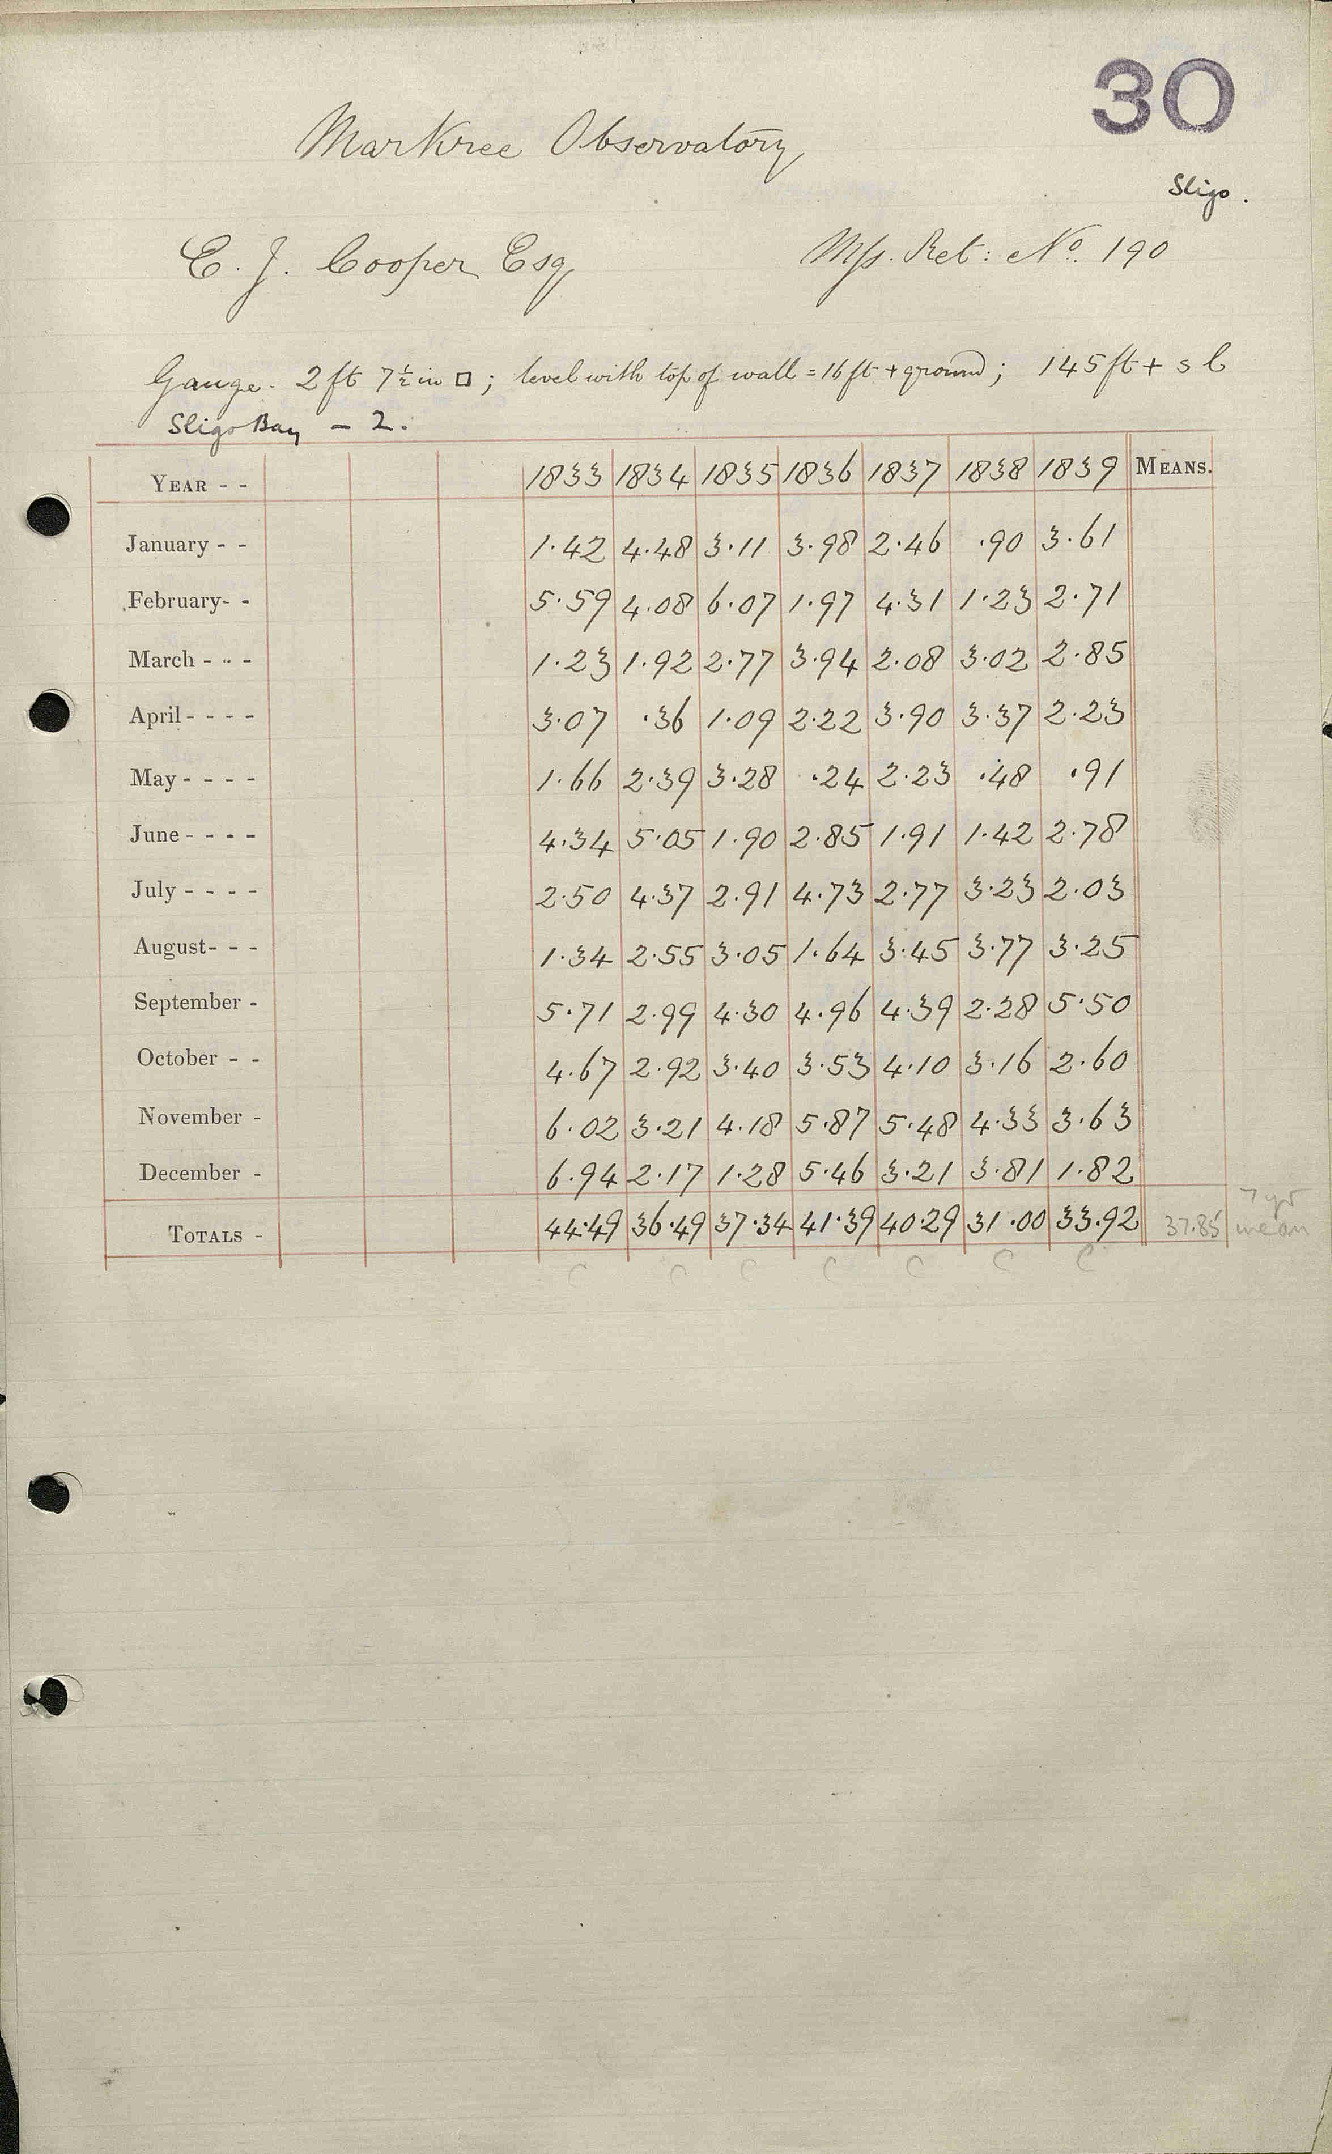 30
Markree Observatory
Sligo.
E. J. Cooper Esq
Mss. Ret: No. 190
Gauge. 2 ft 7½ in □; level with top of wall = 16 ft + ground; 145 ft + s l
Sligo Bay - 2.
YEAR - - 1833 1834 1835 1836 1837 1838 1839 MEANS.
January - - 1.42 4.48 3.11 3.98 2.46 .90 3.61
February- - 5.59 4.08 6.07 1.97 4.31 1.23 2.71
March - - - 1.23 1.92 2.77 3.94 2.08 3.02 2.85
April - - - - 3.07 .36 1.09 2.22 3.90 3.37 2.23
May - - - - 1.66 2.39 3.28 .24 2.23 .48 .91
June - - - - 4.34 5.05 1.90 2.85 1.91 1.42 2.78
July - - - - 2.50 4.37 2.91 4.73 2.77 3.23 2.03
August- - - 1.34 2.55 3.05 1.64 3.45 3.77 3.25
September - 5.71 2.99 4.30 4.96 4.39 2.28 5.50
October - - 4.67 2.92 3.40 3.53 4.10 3.16 2.60
November - 6.02 3.21 4.18 5.87 5.48 4.33 3.63
December - 6.94 2.17 1.28 5.46 3.21 3.81 1.82
TOTALS - 44.49 36.49 37.34 41.39 40.29 31.00 33.92 37.85 7 yr mean
c c c c c c c